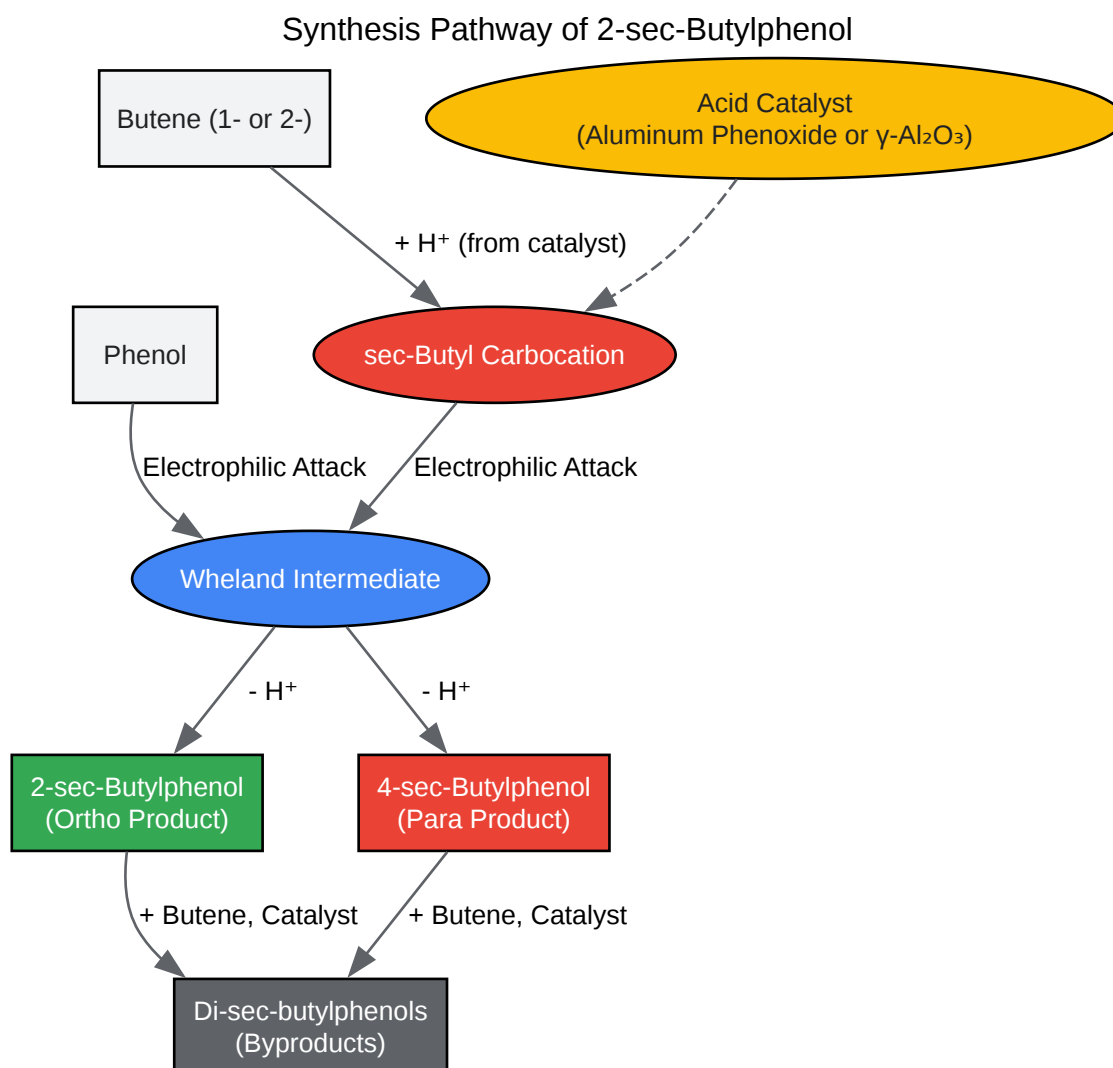 Synthesis Pathway of 2-sec-Butylphenol
Butene (1- or 2-)
Acid Catalyst
(Aluminum Phenoxide or γ-Al₂O₃)
+ H⁺ (from catalyst)
Phenol
sec-Butyl Carbocation
Electrophilic Attack
Electrophilic Attack
Wheland Intermediate
- H⁺
- H⁺
2-sec-Butylphenol
(Ortho Product)
4-sec-Butylphenol
(Para Product)
+ Butene, Catalyst
+ Butene, Catalyst
Di-sec-butylphenols
(Byproducts)